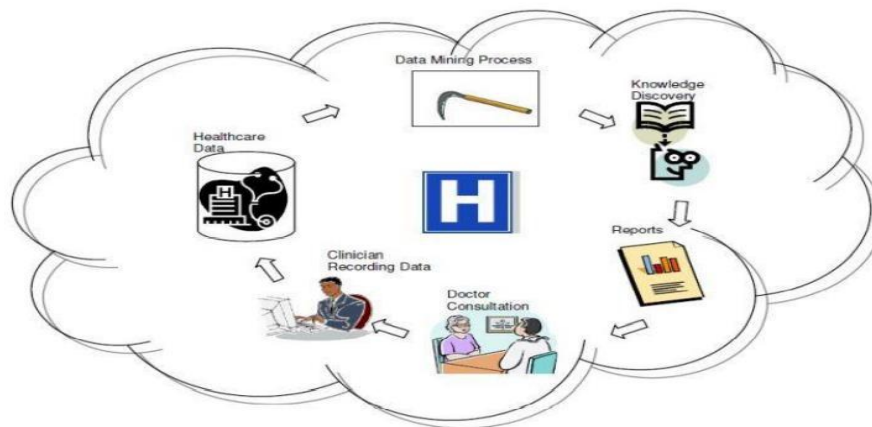 Data Mining Process
Knowledge
Discovery
Healthcare
Data
H
H
Reports
Clinician
Recording Data
Doctor
Consultation